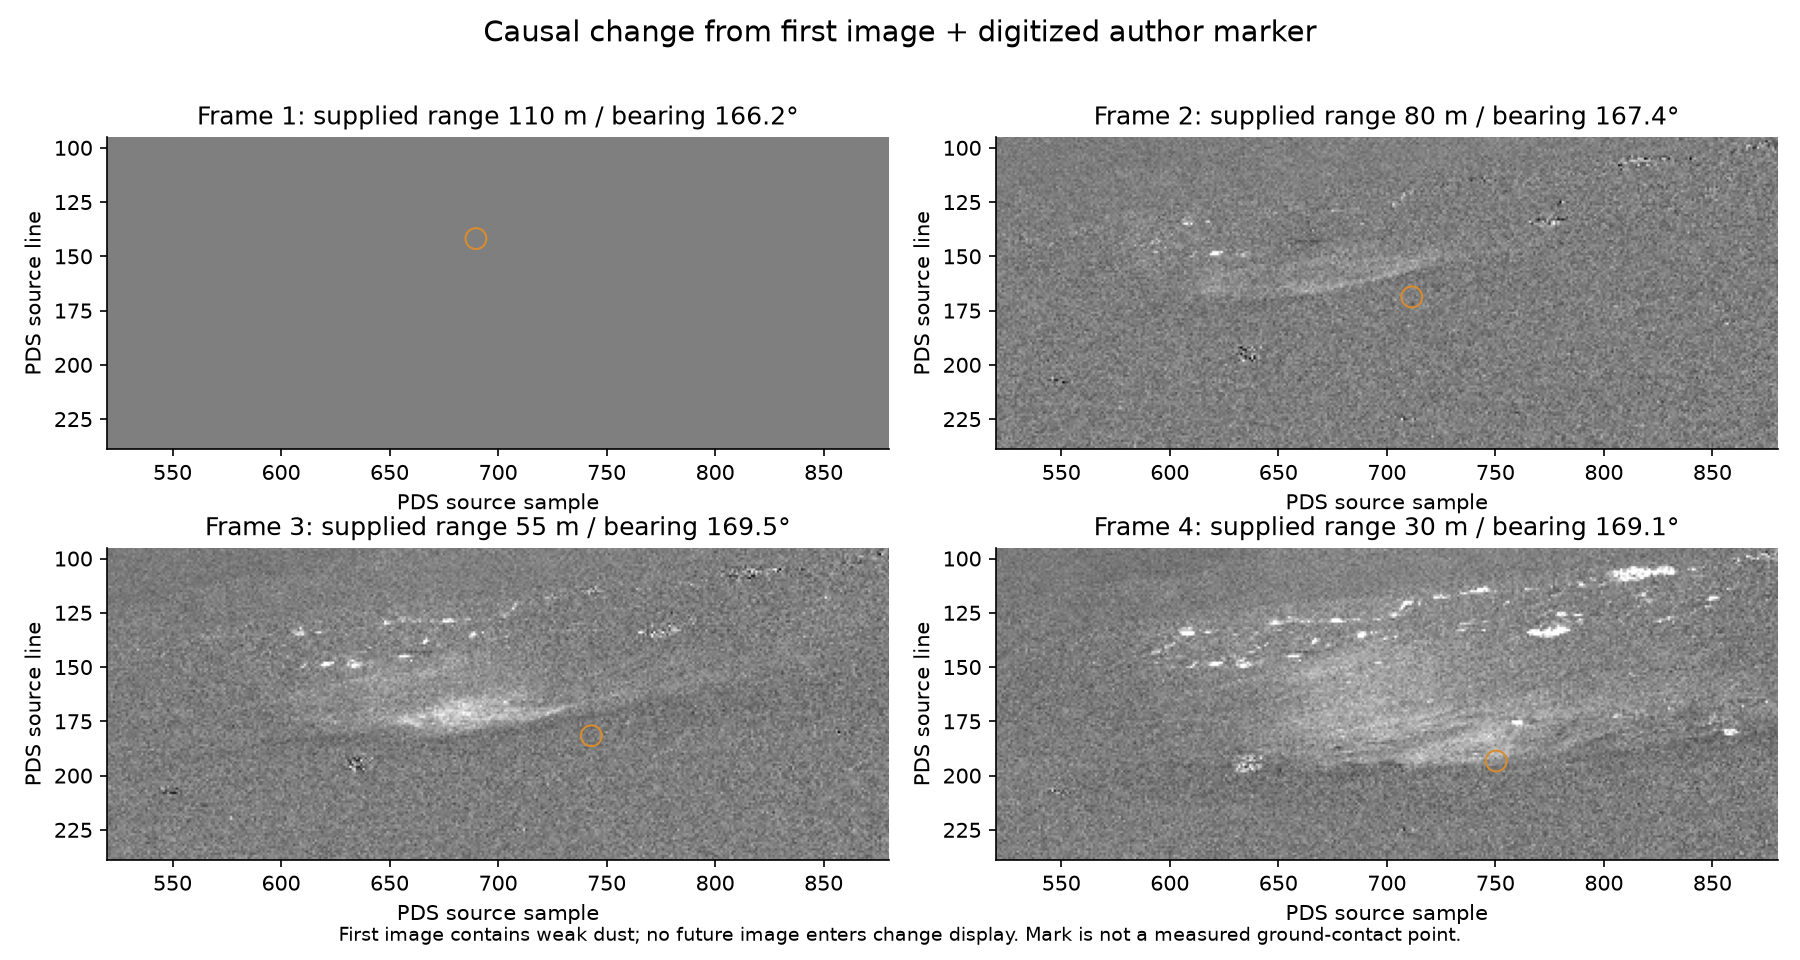 Causal change from first image + digitized author marker
Frame 1: supplied range 110 m / bearing 166.2°
100
125
150
175
200
225
PDS source line
550 600 650 700 750 800 850
PDS source sample
Frame 2: supplied range 80 m / bearing 167.4°
100
125
150
175
200
225
PDS source line
550 600 650 700 750 800 850
PDS source sample
Frame 3: supplied range 55 m / bearing 169.5°
100
125
150
175
200
225
PDS source line
550 600 650 700 750 800 850
PDS source sample
Frame 4: supplied range 30 m / bearing 169.1°
100
125
150
175
200
225
PDS source line
550 600 650 700 750 800 850
PDS source sample
First image contains weak dust; no future image enters change display. Mark is not a measured ground-contact point.